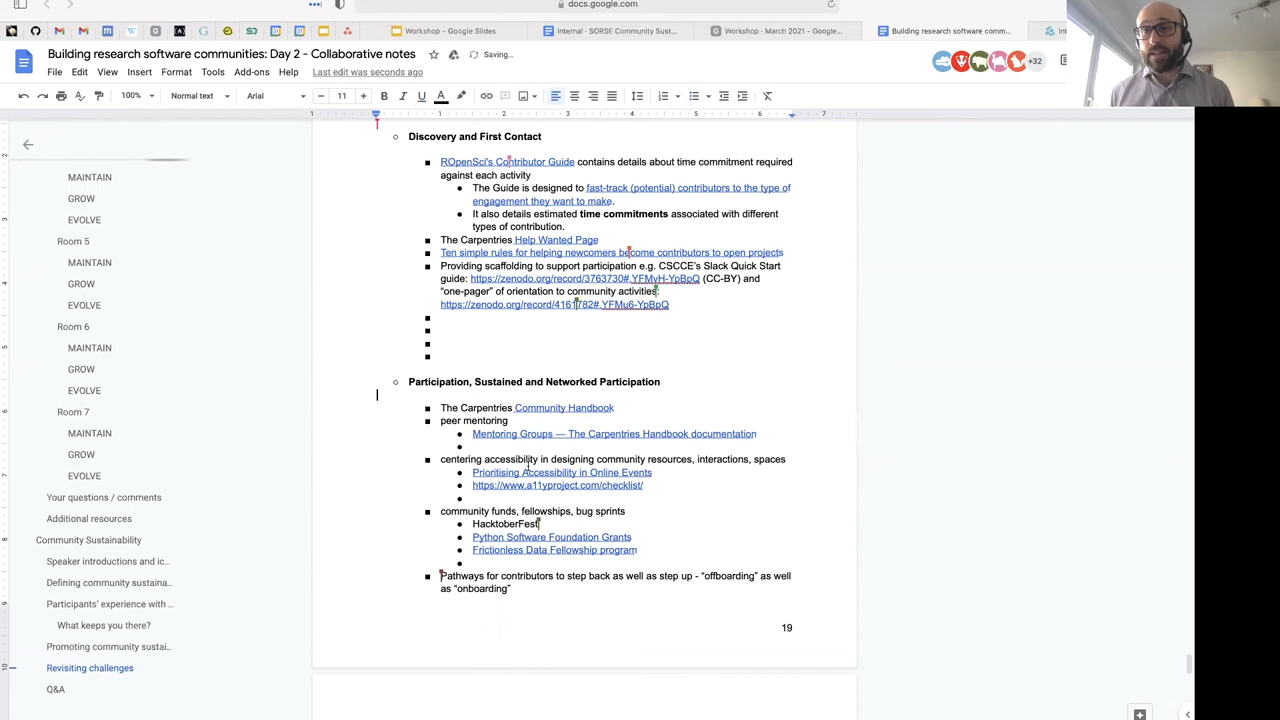 docs.google.com
Workshop - Google Slides
Internal - SORSE Community Sust...
Workshop · March 2021 - Google...
Building research software comm...
Int
Building research software communities: Day 2 - Collaborative notes
Saving...
+32
File Edit View Insert Format Tools Add-ons Help Last edit was seconds ago
100% Normal text Arial 11
1 1 2 3 4 5 6 7
MAINTAIN
GROW
EVOLVE
Room 5
MAINTAIN
GROW
EVOLVE
Room 6
MAINTAIN
GROW
EVOLVE
Room 7
MAINTAIN
GROW
EVOLVE
Your questions / comments
Additional resources
Community Sustainability
Speaker introductions and ic...
Defining community sustaina...
Participants' experience with ...
What keeps you there?
Promoting community sustai...
Revisiting challenges
Q&A
Discovery and First Contact
ROpenSci's Contributor Guide contains details about time commitment required
against each activity
The Guide is designed to fast-track (potential) contributors to the type of
engagement they want to make.
It also details estimated time commitments associated with different
types of contribution.
The Carpentries Help Wanted Page
Ten simple rules for helping newcomers become contributors to open projects
Providing scaffolding to support participation e.g. CSCCE's Slack Quick Start
guide: https://zenodo.org/record/3763730#.YFMvH-YpBpQ (CC-BY) and
"one-pager" of orientation to community activities:
https://zenodo.org/record/4161782#.YFMu6-YpBpQ
Participation, Sustained and Networked Participation
The Carpentries Community Handbook
peer mentoring
Mentoring Groups — The Carpentries Handbook documentation
centering accessibility in designing community resources, interactions, spaces
Prioritising Accessibility in Online Events
https://www.a11yproject.com/checklist/
community funds, fellowships, bug sprints
HacktoberFest
Python Software Foundation Grants
Frictionless Data Fellowship program
Pathways for contributors to step back as well as step up - "offboarding" as well
as "onboarding"
19